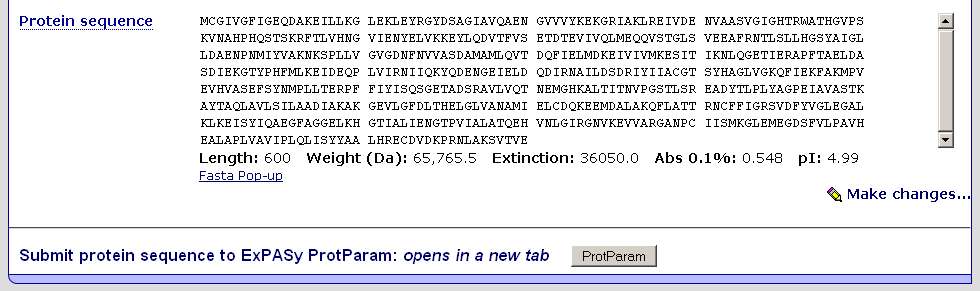 Protein sequence
MCGIVGFIGEQDAKEILLKG LEKLEYRGYDSAGIAVQAEN GVVVYKEKGRIAKLREIVDE NVAASVGIGHTRWATHGVPS
KVNAHPHQSTSKRFTLVHNG VIENYELVKKEYLQDVTFVS ETDTEVIVQLMEQQVSTGLS VEEAFRNTLSLLHGSYAIGL
LDAENPNMIYVAKNKSPLLV GVGDNFNVVASDAMAMLQVT DQFIELMDKEIVIVMKESIT IKNLQGETIERAPFTAELDA
SDIEKGTYPHFMLKEIDEQP LVIRNIIQKYQDENGEIELD QDIRNAILDSDRIYIIACGT SYHAGLVGKQFIEKFAKMPV
EVHVASEFSYNMPLLTERPF FIYISQSGETADSRAVLVQT NEMGHKALTITNVPGSTLSR EADYTLPLYAGPEIAVASTK
AYTAQLAVLSILAADIAKAK GEVLGFDLTHELGLVANAMI ELCDQKEEMDALAKQFLATT RNCFFIGRSVDFYVGLEGAL
KLKEISYIQAEGFAGGELKH GTIALIENGTPVIALATQEH VNLGIRGNVKEVVARGANPC IISMKGLEMEGDSFVLPAVH
EALAPLVAVIPLQLISYYAA LHRECDVDKPRNLAKSVTVE
Length: 600 Weight (Da): 65,765.5 Extinction: 36050.0 Abs 0.1%: 0.548 pI: 4.99
Fasta Pop-up
Make changes...
Submit protein sequence to ExPASy ProtParam: opens in a new tab ProtParam